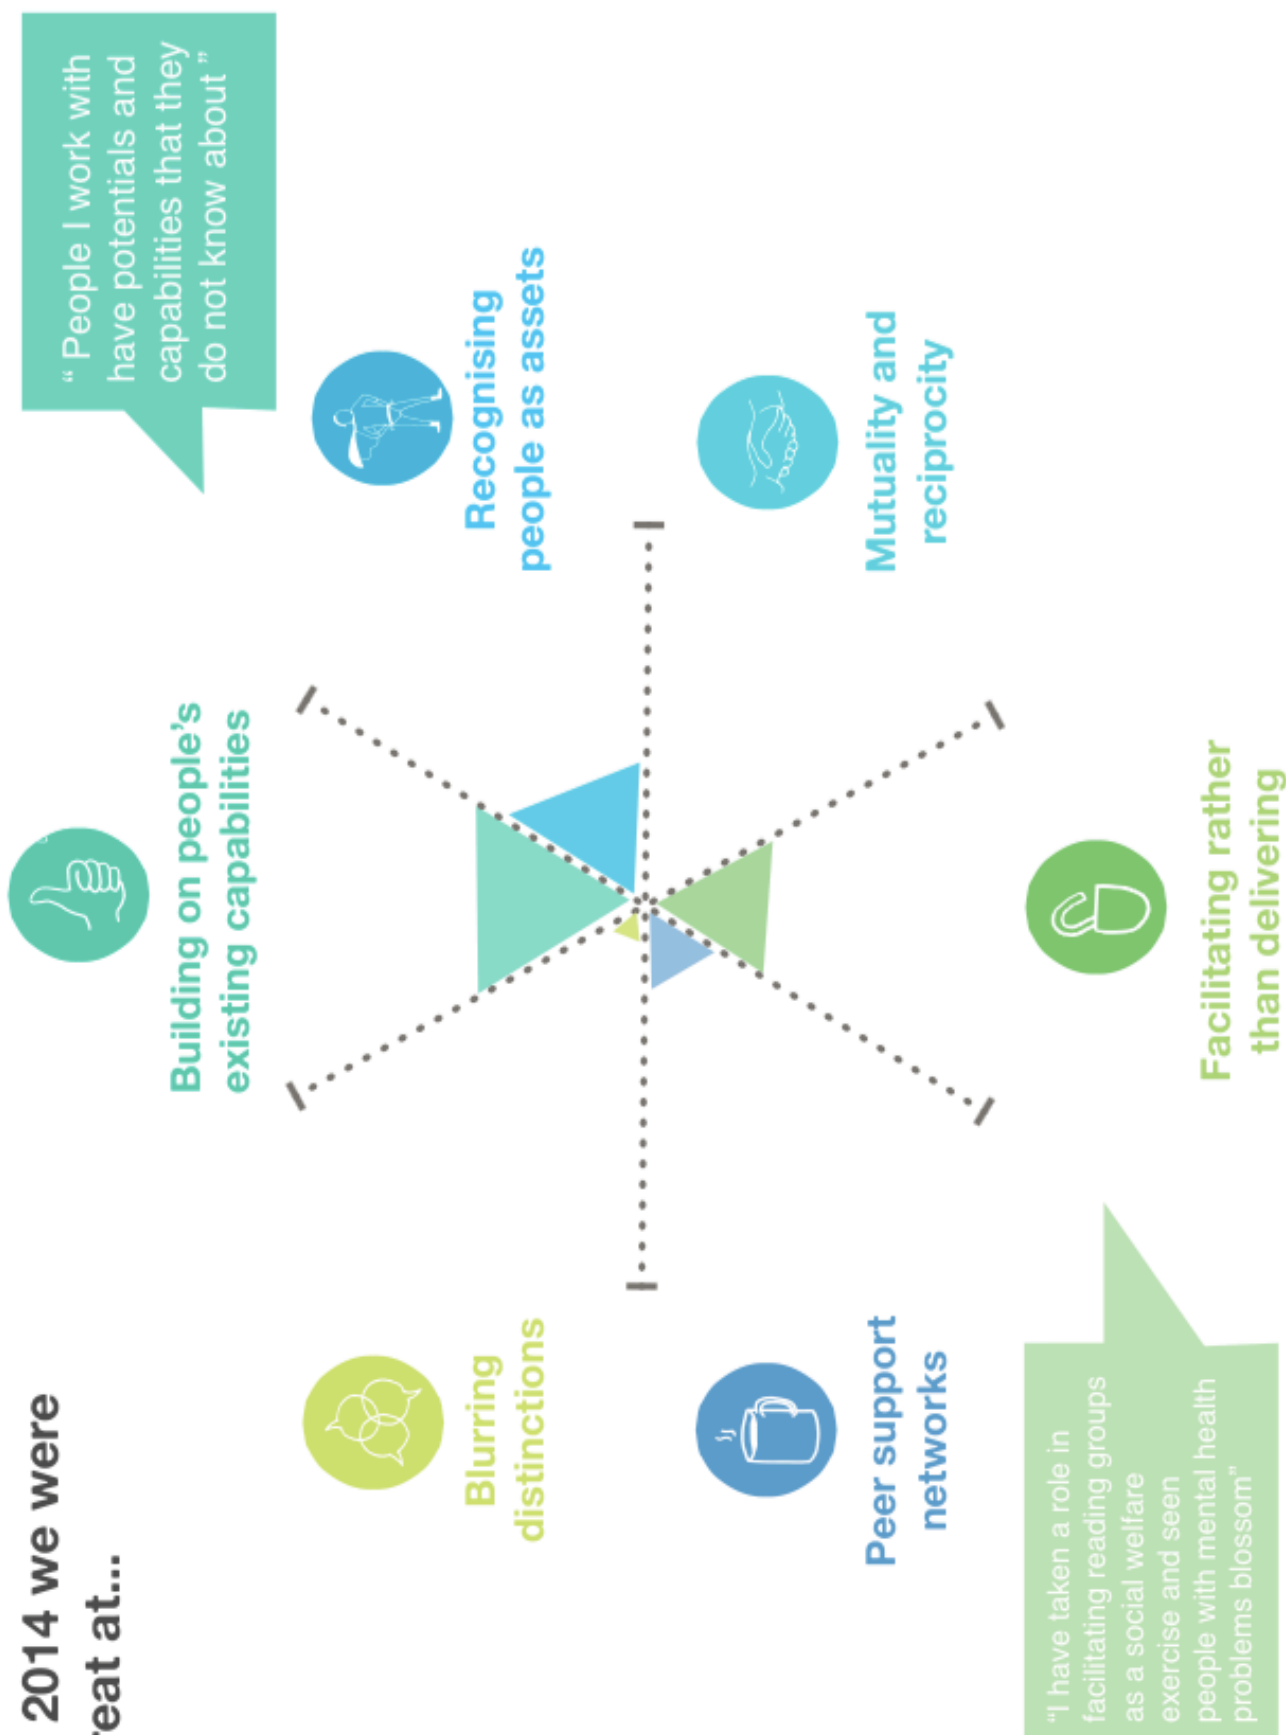 2014 we were
reat at...
“ People I work with
have potentials and
capabilities that they
do not know about ”
Building on people’s
existing capabilities
Blurring
distinctions
Recognising
people as assets
Peer support
networks
Mutuality and
reciprocity
“I have taken a role in
facilitating reading groups
as a social welfare
exercise and seen
people with mental health
problems blossom”
Facilitating rather
than delivering